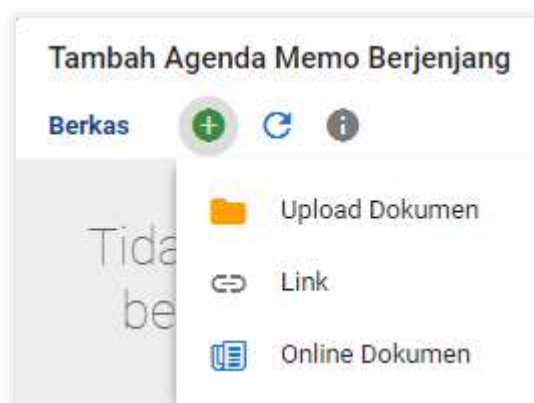 Tambah Agenda Memo Berjenjang
Berkas
Upload Dokumen
Link
Online Dokumen